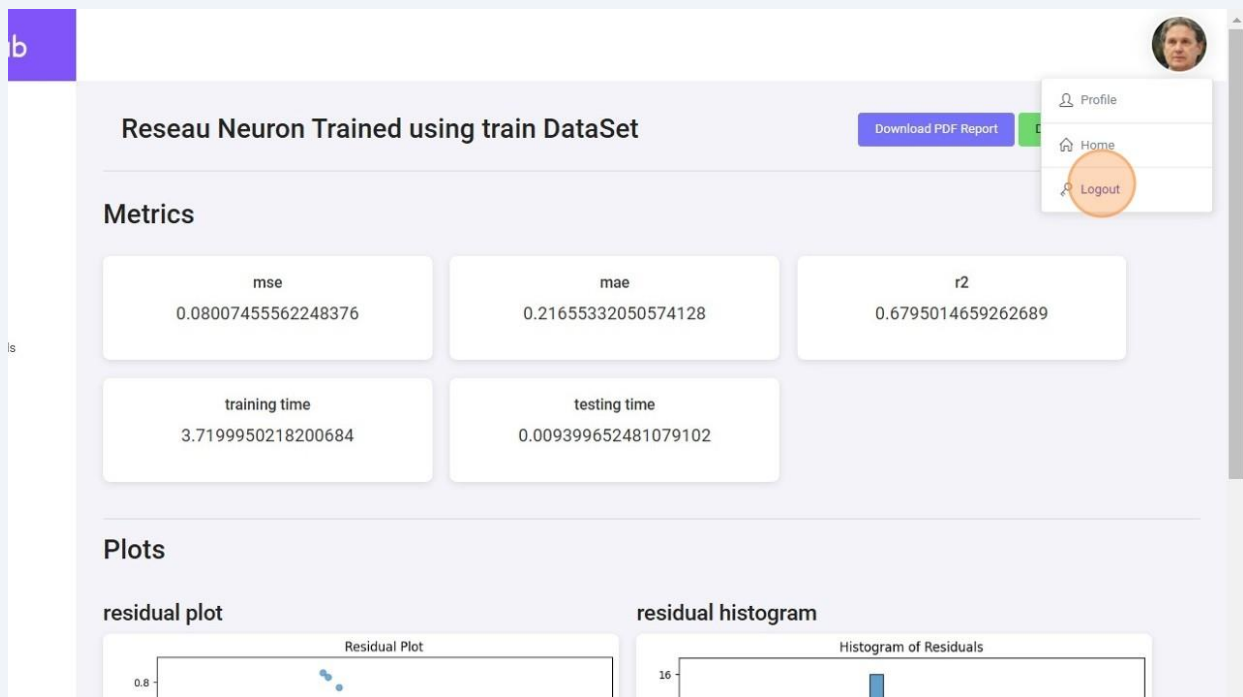 b
Profile
Reseau Neuron Trained using train DataSet
Download PDF Report
D
Home
Logout
Metrics
mse
0.08007455562248376
mae
0.21655332050574128
r2
0.6795014659262689
ls
training time
3.7199950218200684
testing time
0.009399652481079102
Plots
residual plot
residual histogram
Residual Plot
0.8
Histogram of Residuals
16